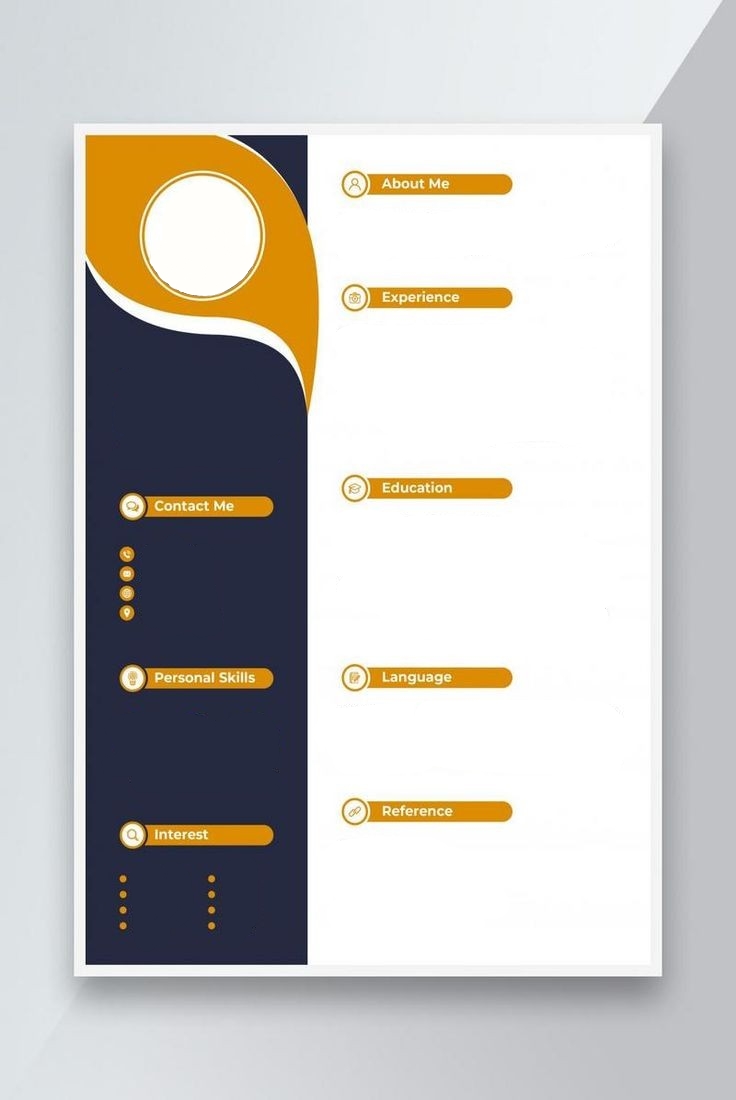 Contact Me
Personal Skills
Interest
About Me
Experience
Education
Language
Reference